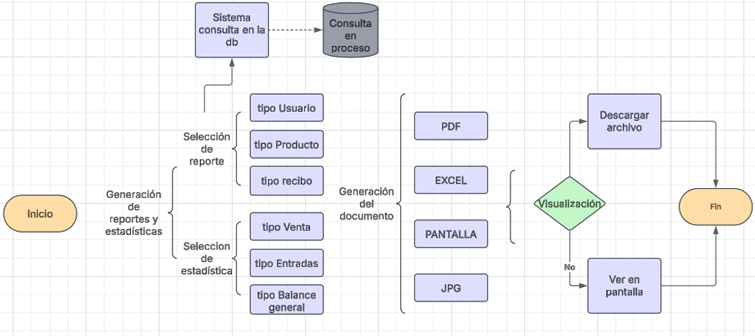 Sistema
consulta en la
db
Consulta
en
proceso
Inicio
Generación
de
reportes y
estadísticas
Selección
de
reporte
tipo Usuario
tipo Producto
tipo recibo
Seleccion
de
estadística
tipo Venta
tipo Entradas
tipo Balance
general
Generación
del
documento
PDF
EXCEL
PANTALLA
JPG
Visualización
No
Descargar
archivo
Ver en
pantalla
Fin